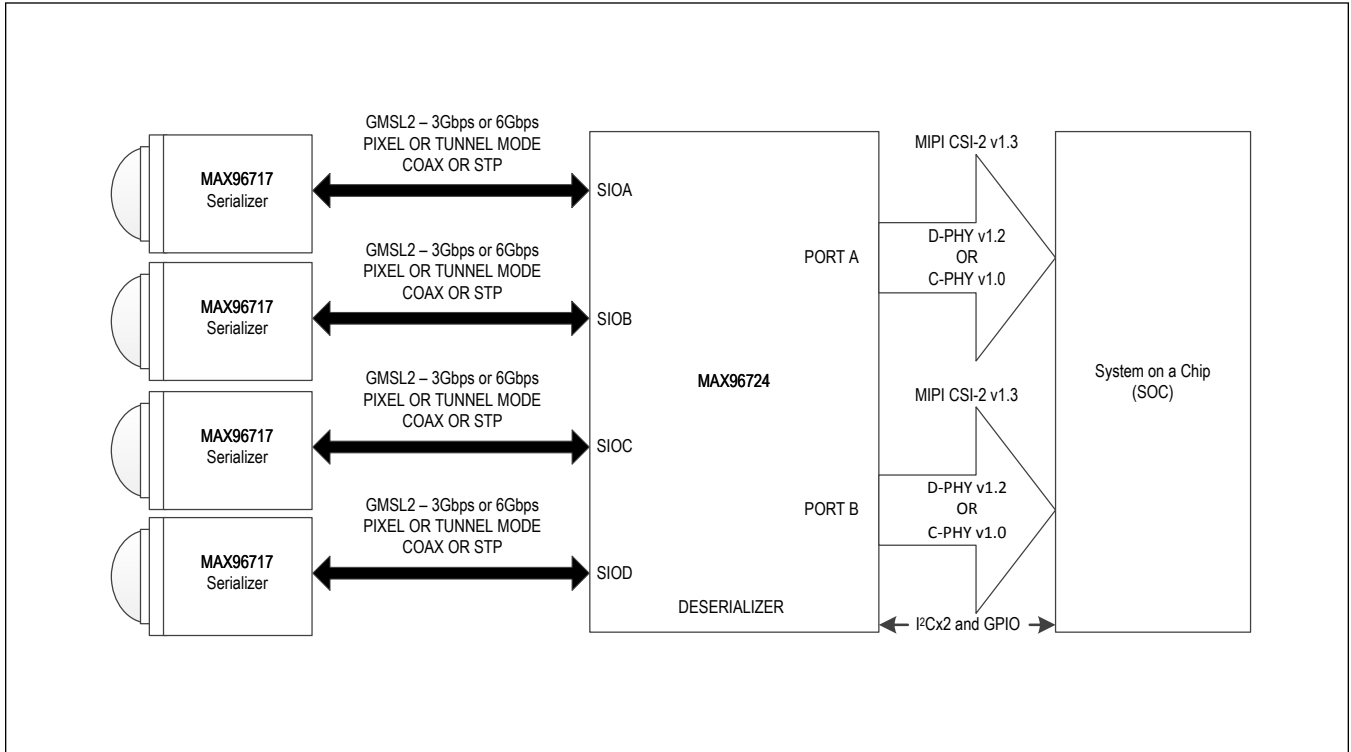 MAX96717
Serializer
GMSL2 – 3Gbps or 6Gbps
PIXEL OR TUNNEL MODE
COAX OR STP
SIOA
MAX96717
Serializer
GMSL2 – 3Gbps or 6Gbps
PIXEL OR TUNNEL MODE
COAX OR STP
SIOB
MAX96717
Serializer
GMSL2 – 3Gbps or 6Gbps
PIXEL OR TUNNEL MODE
COAX OR STP
SIOC
MAX96717
Serializer
GMSL2 – 3Gbps or 6Gbps
PIXEL OR TUNNEL MODE
COAX OR STP
SIOD
MAX96724
DESERIALIZER
PORT A
MIPI CSI-2 v1.3
D-PHY v1.2
OR
C-PHY v1.0
PORT B
MIPI CSI-2 v1.3
D-PHY v1.2
OR
C-PHY v1.0
I²Cx2 and GPIO
System on a Chip
(SOC)